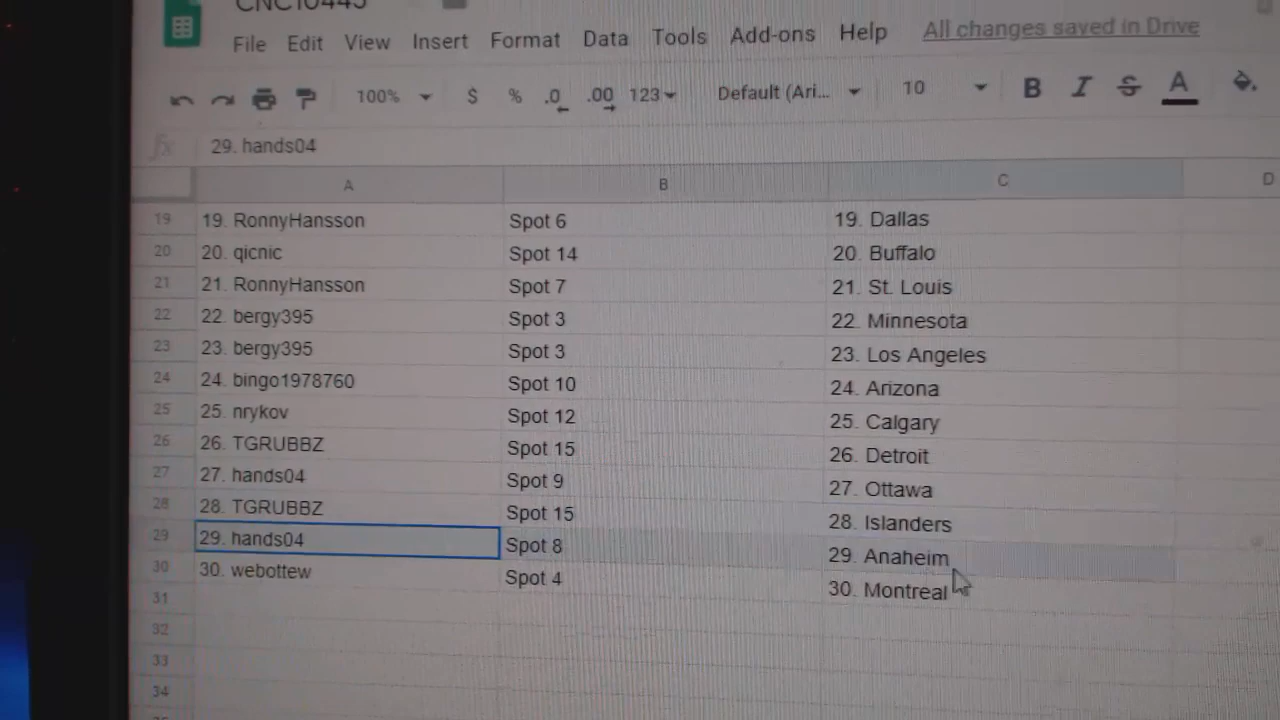 CNC10445
File Edit View Insert Format Data Tools Add-ons Help All changes saved in Drive
100% $ % .0 .00 123 Default (Ari... 10 B I S A
fx 29. hands04
A B C D
19 19. RonnyHansson Spot 6 19. Dallas
20 20. qicnic Spot 14 20. Buffalo
21 21. RonnyHansson Spot 7 21. St. Louis
22 22. bergy395 Spot 3 22. Minnesota
23 23. bergy395 Spot 3 23. Los Angeles
24 24. bingo1978760 Spot 10 24. Arizona
25 25. nrykov Spot 12 25. Calgary
26 26. TGRUBBZ Spot 15 26. Detroit
27 27. hands04 Spot 9 27. Ottawa
28 28. TGRUBBZ Spot 15 28. Islanders
29 29. hands04 Spot 8 29. Anaheim
30 30. webottew Spot 4 30. Montreal
31
32
33
34